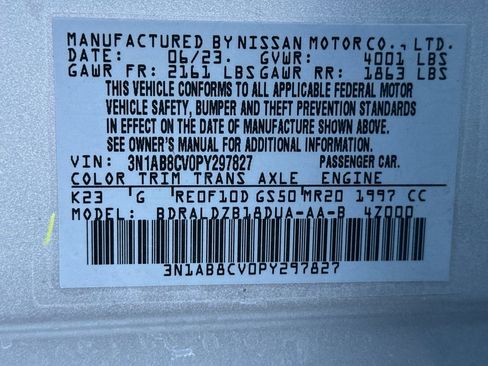 MANUFACTURED BY NISSAN MOTOR CO., LTD.
DATE: 06/23. GVWR: 4001 LBS
GAWR FR: 2161 LBS GAWR RR: 1863 LBS
THIS VEHICLE CONFORMS TO ALL APPLICABLE FEDERAL MOTOR
VEHICLE SAFETY, BUMPER AND THEFT PREVENTION STANDARDS
IN EFFECT ON THE DATE OF MANUFACTURE SHOWN ABOVE.
SEE OWNER'S MANUAL FOR ADDITIONAL INFORMATION
VIN: 3N1AB8CV0PY297827 PASSENGER CAR.
COLOR TRIM TRANS AXLE ENGINE
K23 G RE0F10D GS50 MR20 1997 CC
MODEL: BDRALDZB18DUA-AA-B 4Z000
3N1AB8CV0PY297827